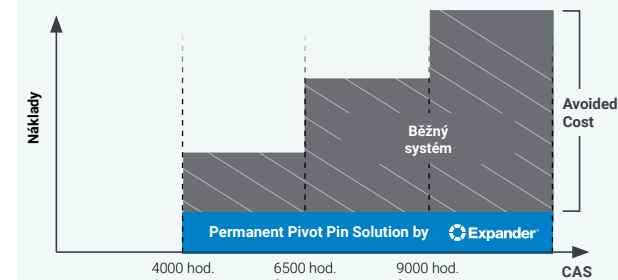 Náklady
Běžný
systém
Avoided
Cost
Permanent Pivot Pin Solution by Expander
4000 hod.
6500 hod.
9000 hod.
CAS